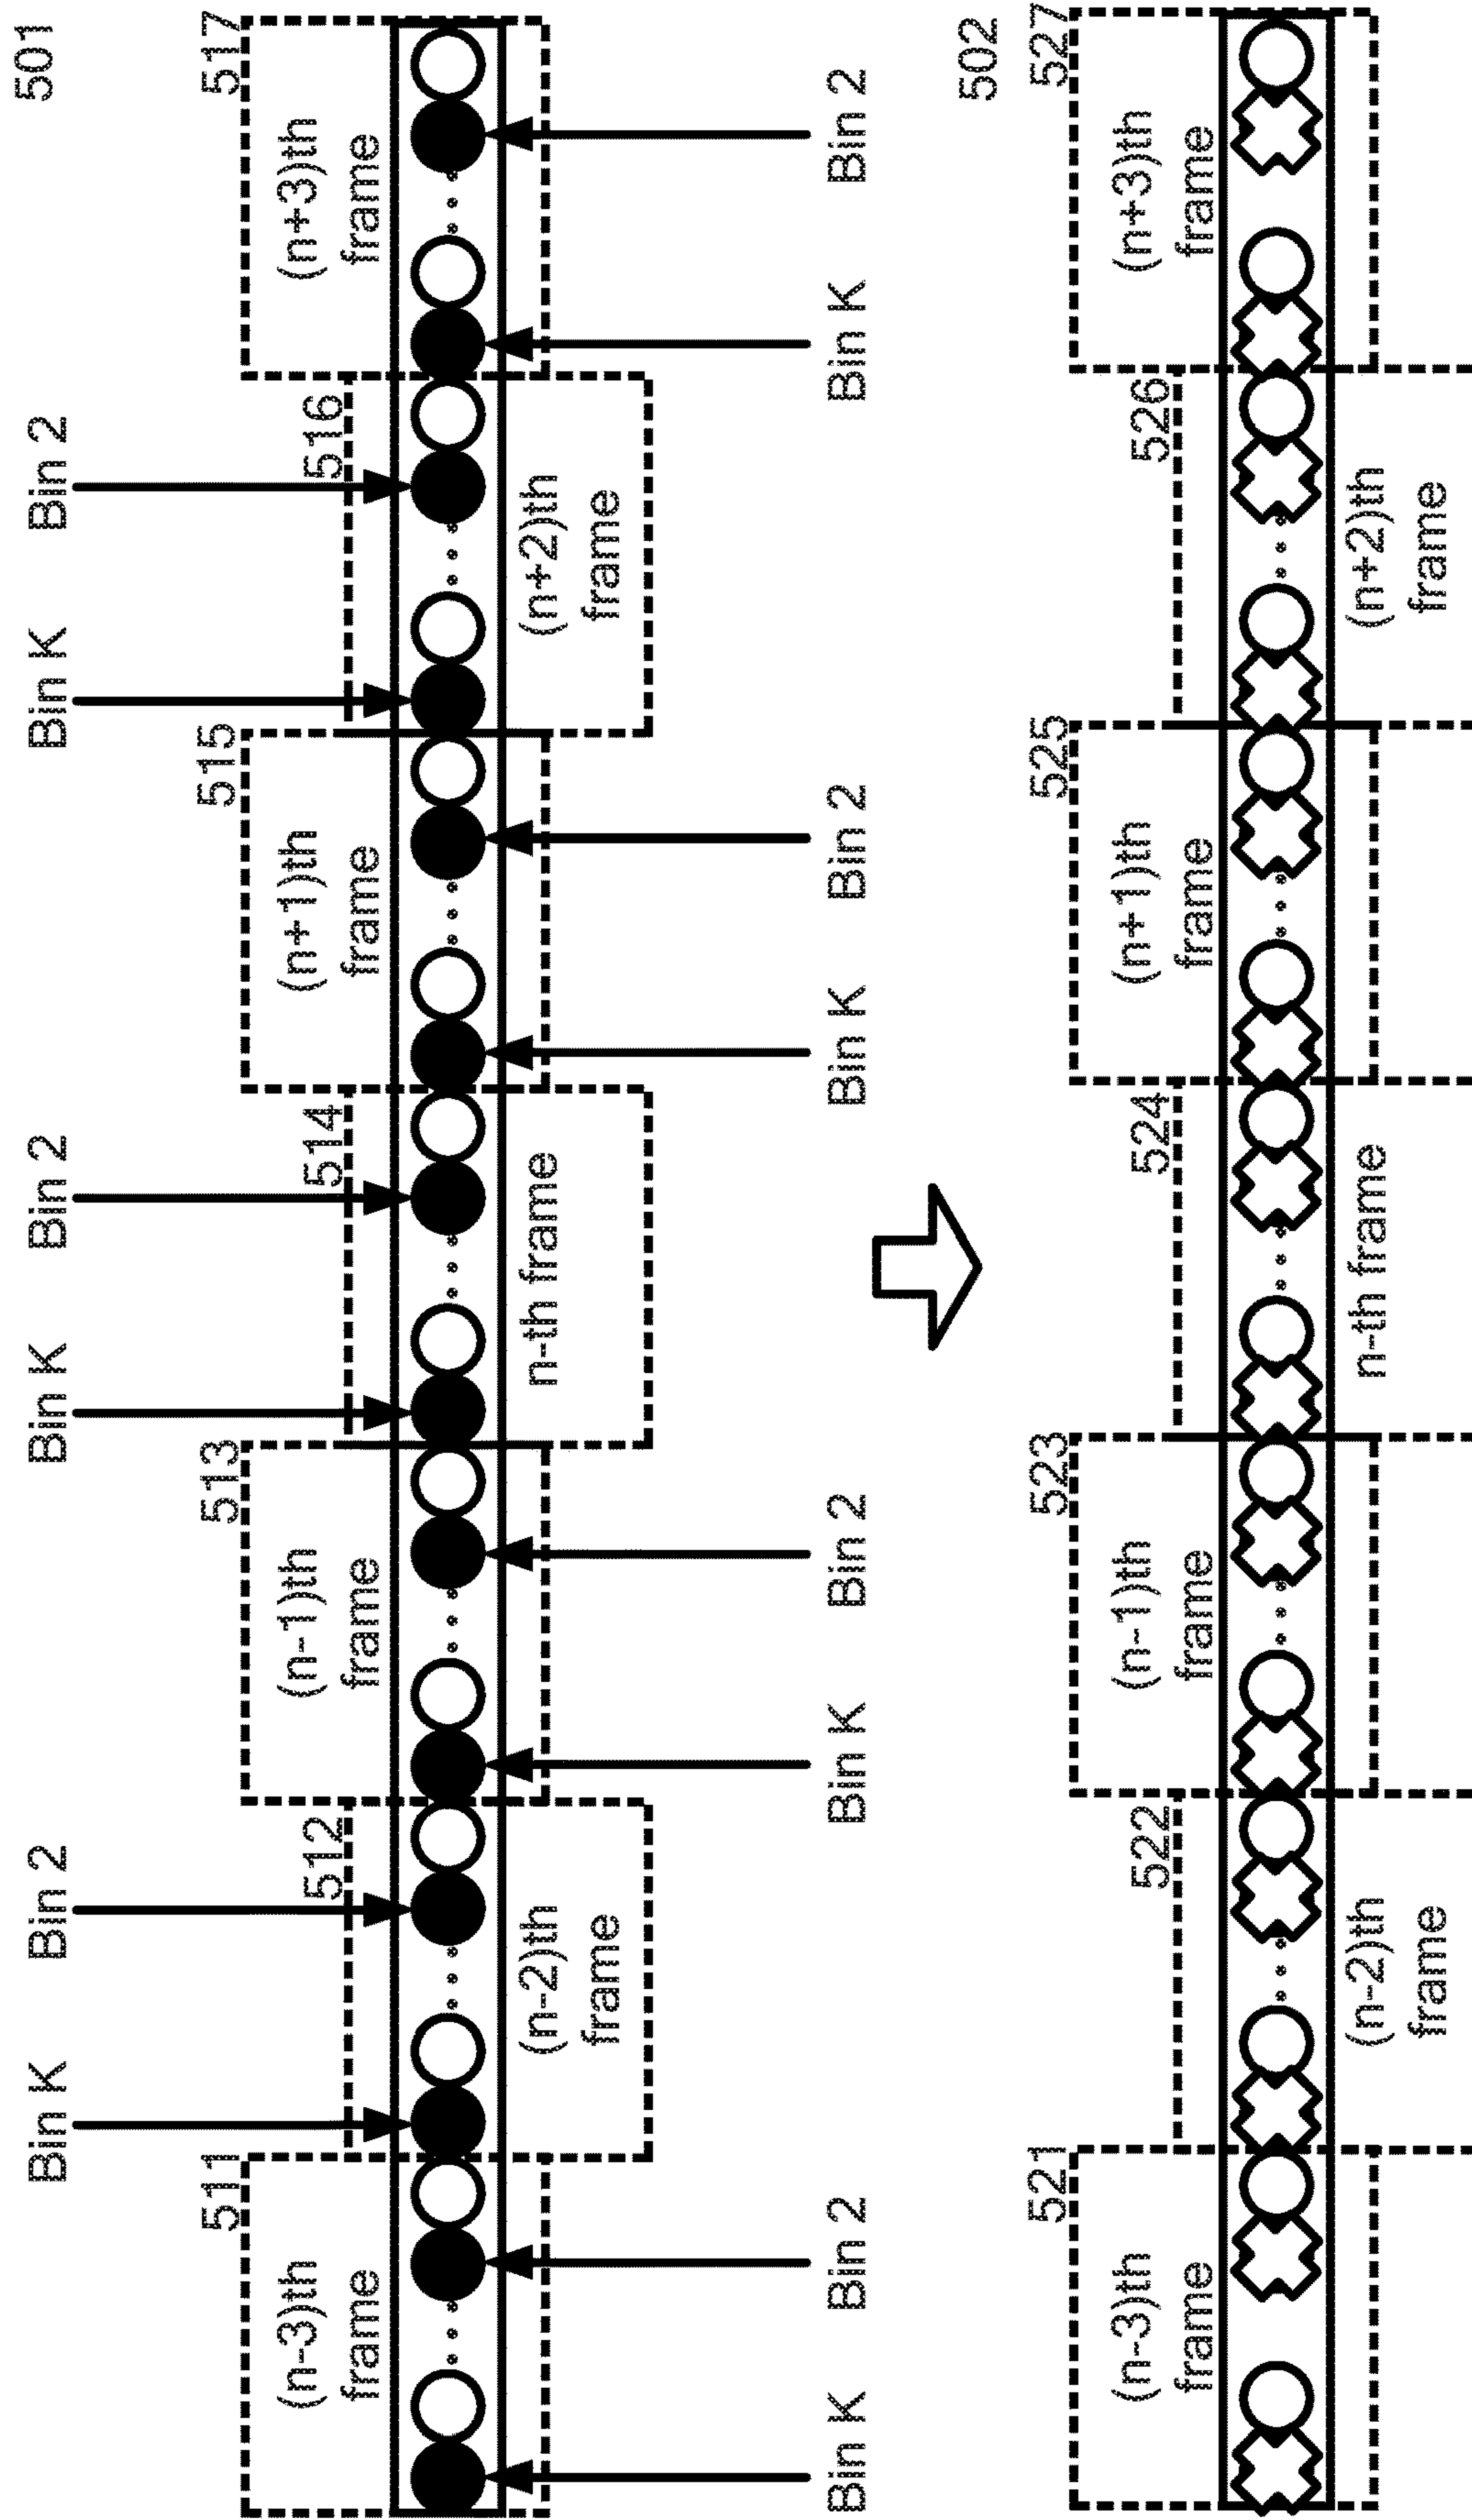 501
Bin K
Bin 2
Bin K
Bin 2
Bin K
Bin 2
511
513
515
517
(n-3)th
frame
(n-1)th
frame
(n+1)th
frame
(n+3)th
frame
512
514
516
(n-2)th
frame
n-th frame
(n+2)th
frame
Bin K
Bin 2
Bin K
Bin 2
Bin K
Bin 2
Bin K
Bin 2
502
521
523
525
527
(n-3)th
frame
(n-1)th
frame
(n+1)th
frame
(n+3)th
frame
522
524
526
(n-2)th
frame
n-th frame
(n+2)th
frame